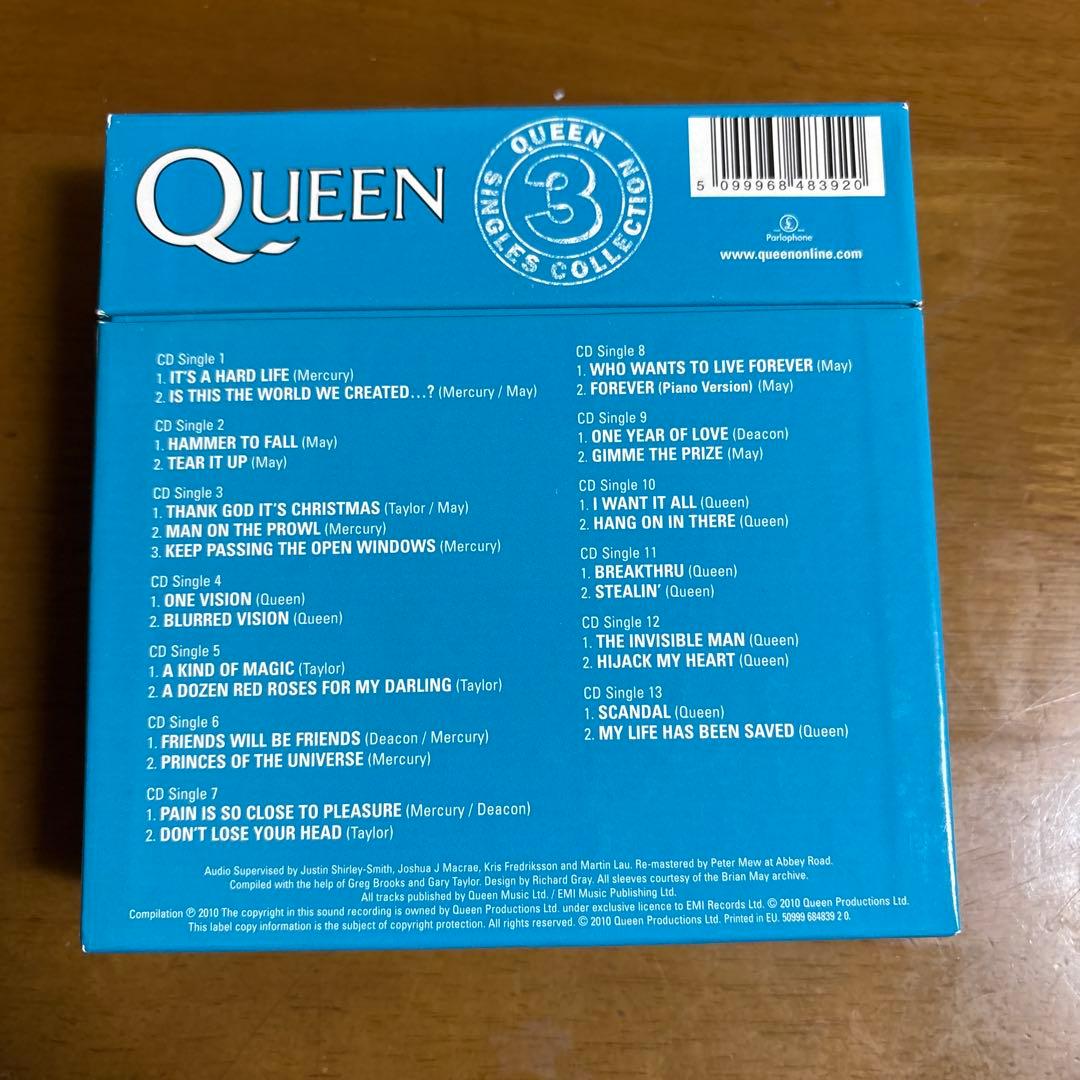 QUEEN
QUEEN
3
SINGLES COLLECTION
5 099968 483920
Parlophone
www.queenonline.com
CD Single 1
1. IT'S A HARD LIFE (Mercury)
2. IS THIS THE WORLD WE CREATED...? (Mercury / May)
CD Single 2
1. HAMMER TO FALL (May)
2. TEAR IT UP (May)
CD Single 3
1. THANK GOD IT'S CHRISTMAS (Taylor / May)
2. MAN ON THE PROWL (Mercury)
3. KEEP PASSING THE OPEN WINDOWS (Mercury)
CD Single 4
1. ONE VISION (Queen)
2. BLURRED VISION (Queen)
CD Single 5
1. A KIND OF MAGIC (Taylor)
2. A DOZEN RED ROSES FOR MY DARLING (Taylor)
CD Single 6
1. FRIENDS WILL BE FRIENDS (Deacon / Mercury)
2. PRINCES OF THE UNIVERSE (Mercury)
CD Single 7
1. PAIN IS SO CLOSE TO PLEASURE (Mercury / Deacon)
2. DON'T LOSE YOUR HEAD (Taylor)
CD Single 8
1. WHO WANTS TO LIVE FOREVER (May)
2. FOREVER (Piano Version) (May)
CD Single 9
1. ONE YEAR OF LOVE (Deacon)
2. GIMME THE PRIZE (May)
CD Single 10
1. I WANT IT ALL (Queen)
2. HANG ON IN THERE (Queen)
CD Single 11
1. BREAKTHRU (Queen)
2. STEALIN' (Queen)
CD Single 12
1. THE INVISIBLE MAN (Queen)
2. HIJACK MY HEART (Queen)
CD Single 13
1. SCANDAL (Queen)
2. MY LIFE HAS BEEN SAVED (Queen)
Audio Supervised by Justin Shirley-Smith, Joshua J Macrae, Kris Fredriksson and Martin Lau. Re-mastered by Peter Mew at Abbey Road.
Compiled with the help of Greg Brooks and Gary Taylor. Design by Richard Gray. All sleeves courtesy of the Brian May archive.
All tracks published by Queen Music Ltd. / EMI Music Publishing Ltd.
Compilation ℗ 2010 The copyright in this sound recording is owned by Queen Productions Ltd. under exclusive licence to EMI Records Ltd. © 2010 Queen Productions Ltd.
This label copy information is the subject of copyright protection. All rights reserved. © 2010 Queen Productions Ltd. Printed in EU. 50999 684839 2 0.